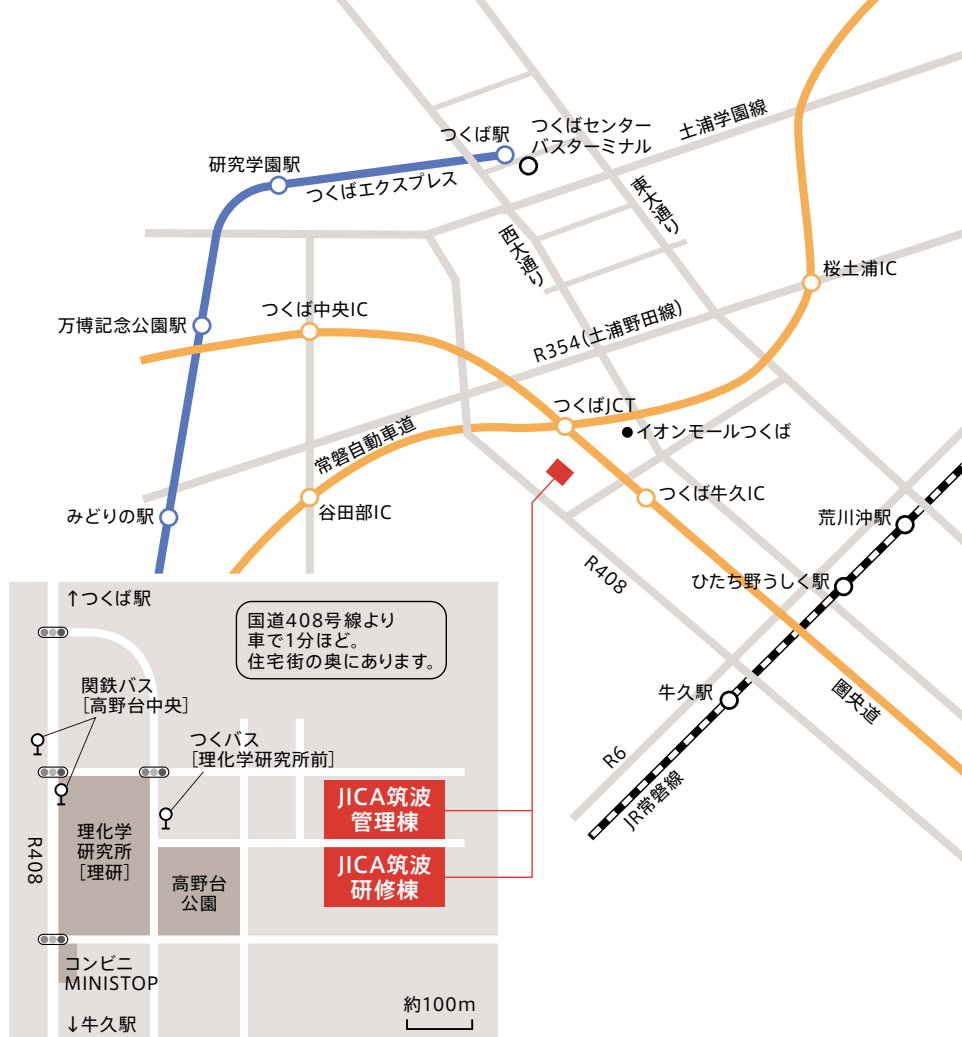 つくば駅
つくばセンター
バスターミナル
土浦学園線
研究学園駅
つくばエクスプレス
東大通り
西大通り
桜土浦IC
つくば中央IC
万博記念公園駅
R354(土浦野田線)
つくばJCT
イオンモールつくば
常磐自動車道
つくば牛久IC
みどりの駅
谷田部IC
荒川沖駅
R408
ひたち野うしく駅
牛久駅
圏央道
R6
JR常磐線
↑つくば駅
国道408号線より
車で1分ほど。
住宅街の奥にあります。
関鉄バス
[高野台中央]
つくバス
[理化学研究所前]
JICA筑波
管理棟
理化学
研究所
[理研]
R408
JICA筑波
研修棟
高野台
公園
コンビニ
MINISTOP
約100m
↓牛久駅